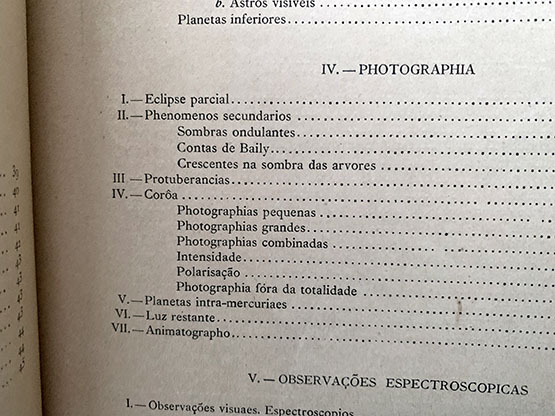 b. Astros visiveis
Planetas inferiores
IV. — PHOTOGRAPHIA
I. — Eclipse parcial
II. — Phenomenos secundarios
Sombras ondulantes
Contas de Baily
Crescentes na sombra das arvores
III — Protuberancias
IV. — Corôa
Photographias pequenas
Photographias grandes
Photographias combinadas
Intensidade
Polarisação
Photographia fóra da totalidade
V. — Planetas intra-mercuriaes
VI. — Luz restante
VII. — Animatographo
V. — OBSERVAÇÕES ESPECTROSCOPICAS
I. — Observações visuaes. Espectroscopios